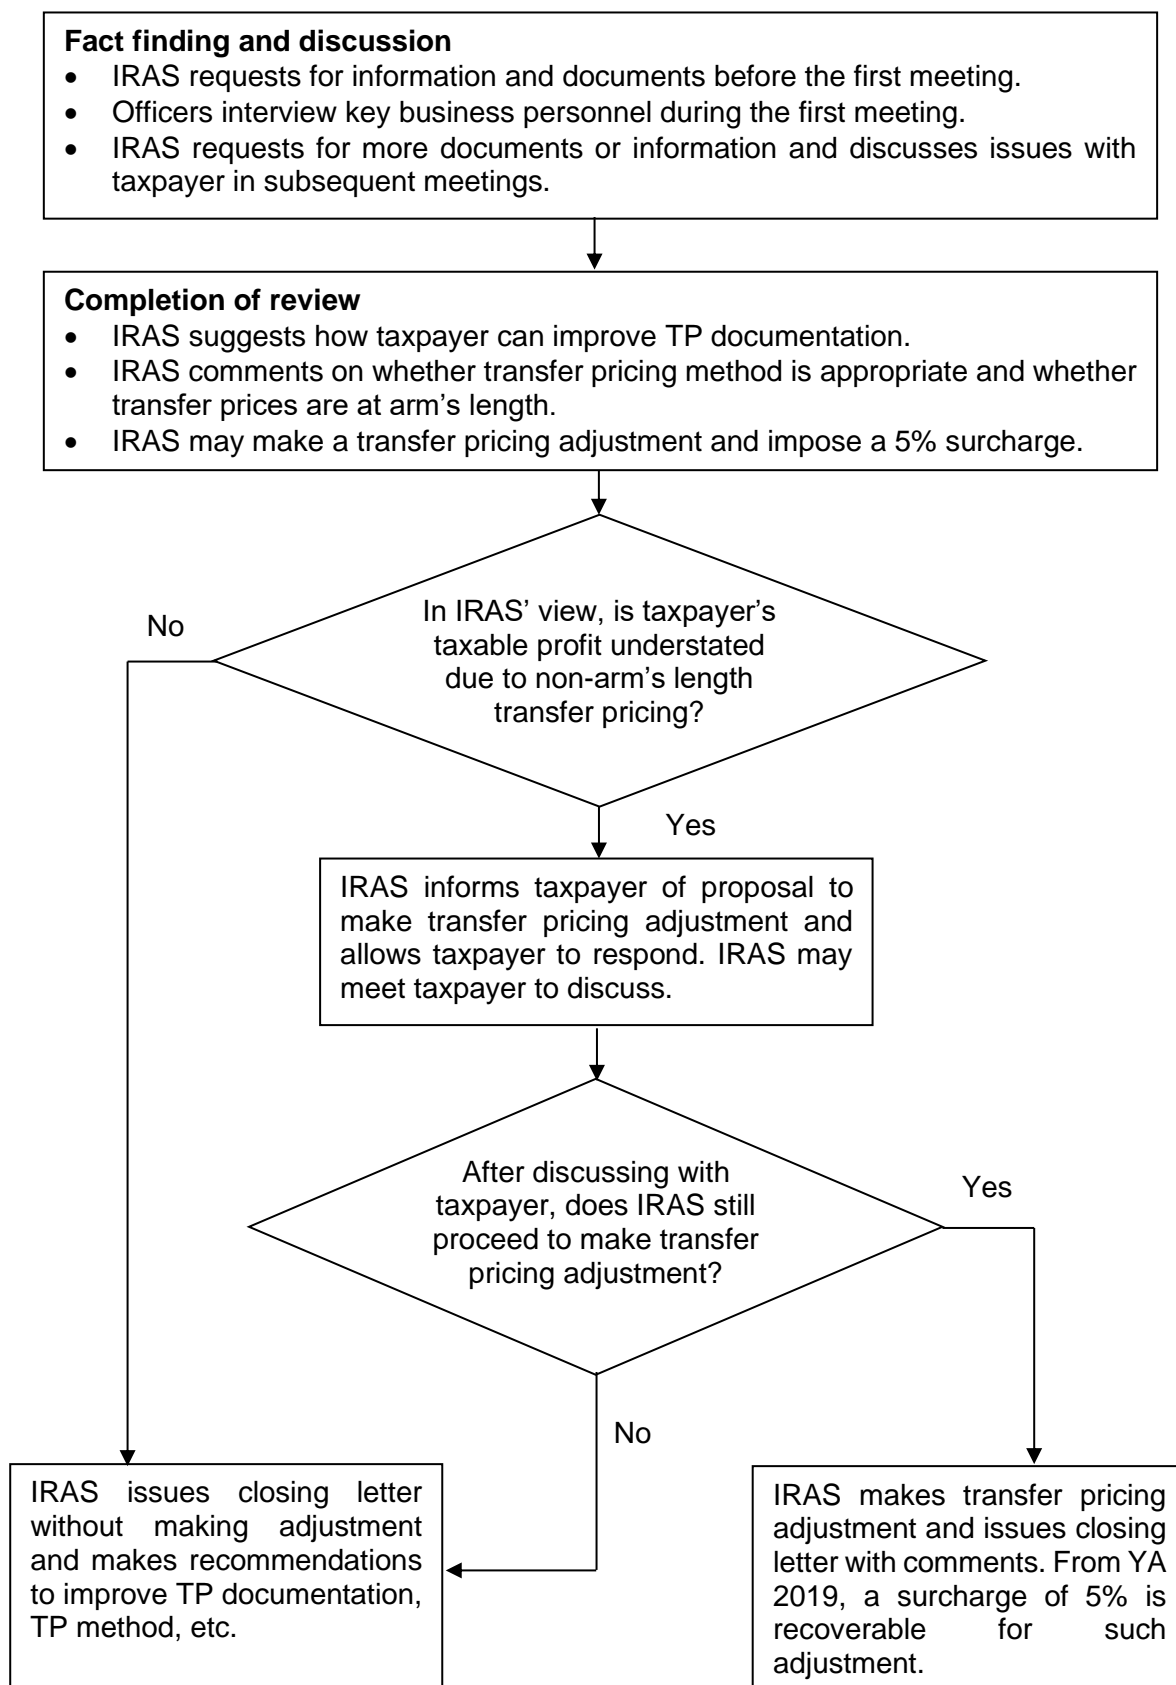 Fact finding and discussion
• IRAS requests for information and documents before the first meeting.
• Officers interview key business personnel during the first meeting.
• IRAS requests for more documents or information and discusses issues with
taxpayer in subsequent meetings.
Completion of review
• IRAS suggests how taxpayer can improve TP documentation.
• IRAS comments on whether transfer pricing method is appropriate and whether
transfer prices are at arm’s length.
• IRAS may make a transfer pricing adjustment and impose a 5% surcharge.
No
In IRAS’ view, is taxpayer’s
taxable profit understated
due to non-arm’s length
transfer pricing?
Yes
IRAS informs taxpayer of proposal to
make transfer pricing adjustment and
allows taxpayer to respond. IRAS may
meet taxpayer to discuss.
After discussing with
taxpayer, does IRAS still
proceed to make transfer
pricing adjustment?
Yes
No
IRAS issues closing letter
without making adjustment
and makes recommendations
to improve TP documentation,
TP method, etc.
IRAS makes transfer pricing
adjustment and issues closing
letter with comments. From YA
2019, a surcharge of 5% is
recoverable for such
adjustment.